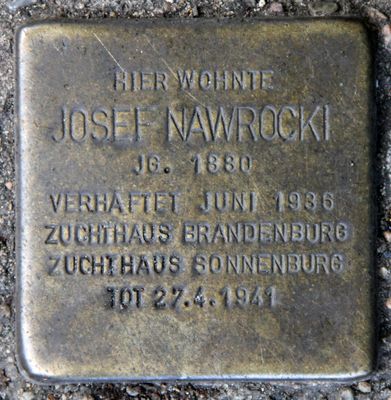 HIER WOHNTE
JOSEF NAWROCKI
JG. 1880
VERHAFTET JUNI 1936
ZUCHTHAUS BRANDENBURG
ZUCHTHAUS SONNENBURG
TOT 27.4.1941